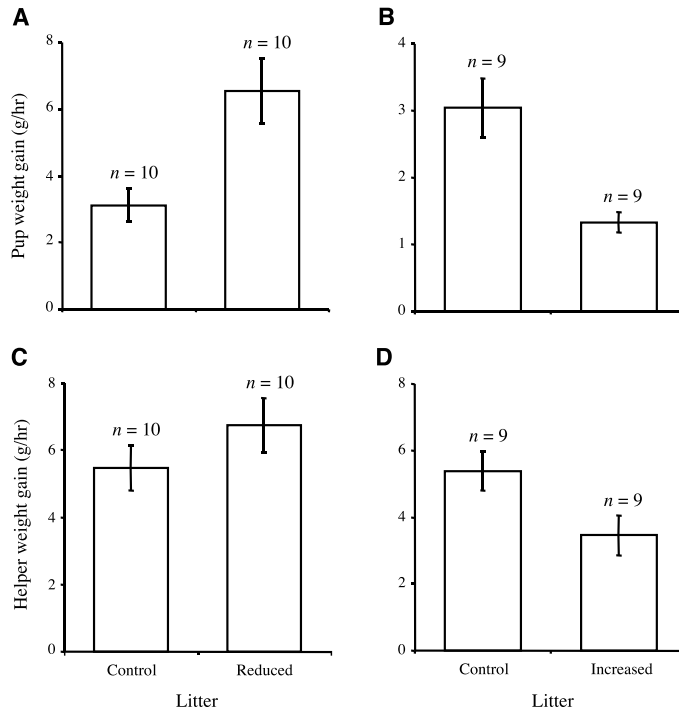 A
B
8
6
4
2
0
Pup weight gain (g/hr)
n = 10
n = 10
4
3
2
1
0
n = 9
n = 9
C
D
8
6
4
2
0
Helper weight gain (g/hr)
n = 10
n = 10
Control
Reduced
Litter
8
6
4
2
0
n = 9
n = 9
Control
Increased
Litter